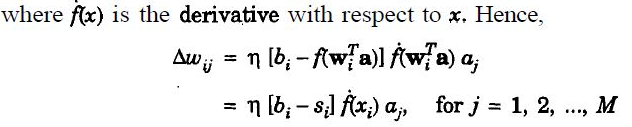 where ḟ(x) is the derivative with respect to x. Hence,
Δw_ij = η [b_i − f(w_i^T a)] ḟ(w_i^T a) a_j
= η [b_i − s_i] ḟ(x_i) a_j, for j = 1, 2, ..., M